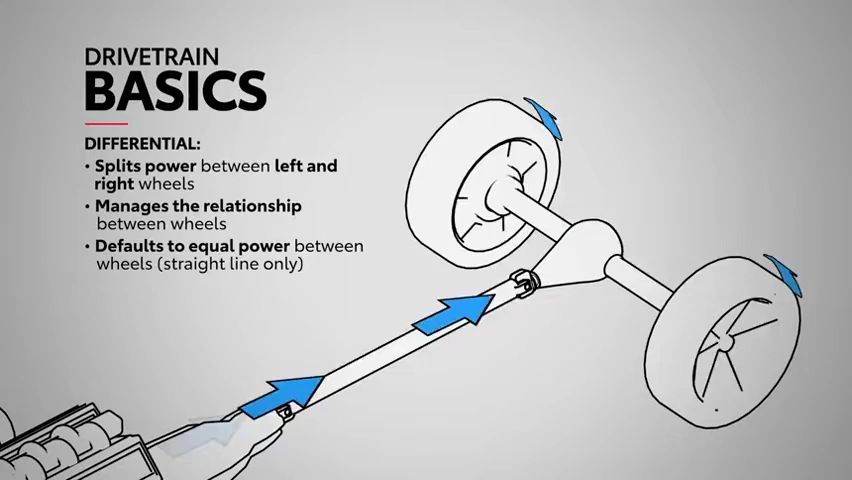 DRIVETRAIN
BASICS
DIFFERENTIAL:
• Splits power between left and
right wheels
• Manages the relationship
between wheels
• Defaults to equal power between
wheels (straight line only)